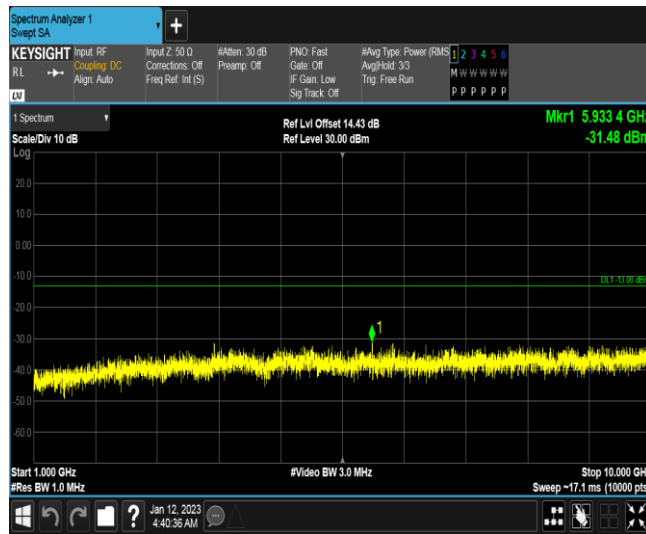 Spectrum Analyzer 1
Swept SA
+
KEYSIGHT
RL
LXI
Input: RF
Coupling: DC
Align: Auto
Input Z: 50 Ω
Corrections: Off
Freq Ref: Int (S)
#Atten: 30 dB
Preamp: Off
PNO: Fast
Gate: Off
IF Gain: Low
Sig Track: Off
#Avg Type: Power (RMS
Avg|Hold: 3/3
Trig: Free Run
1 2 3 4 5 6
M W W W W W
P P P P P P
1 Spectrum
Scale/Div 10 dB
Log
Ref Lvl Offset 14.43 dB
Ref Level 30.00 dBm
Mkr1 5.933 4 GHz
-31.48 dBm
20.0
10.0
0.00
-10.0
DL1 -13.00 dBm
-20.0
-30.0
1
-40.0
-50.0
-60.0
Start 1.000 GHz
#Res BW 1.0 MHz
#Video BW 3.0 MHz
Stop 10.000 GHz
Sweep ~17.1 ms (10000 pts)
?
Jan 12, 2023
4:40:36 AM